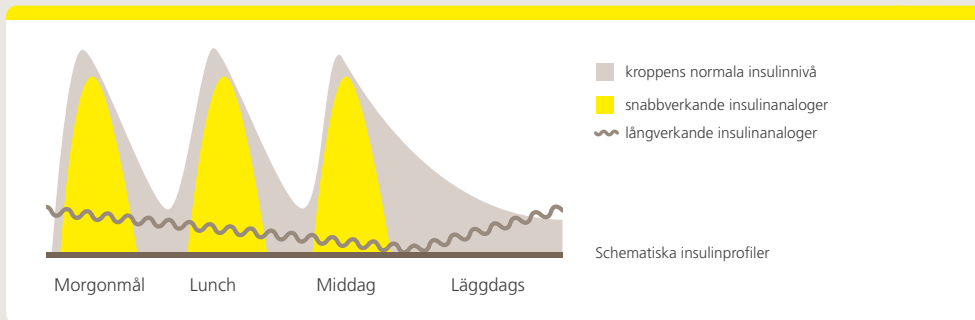 kroppens normala insulinnivå
snabbverkande insulinanaloger
långverkande insulinanaloger
Schematiska insulinprofiler
Morgonmål Lunch Middag Läggdags